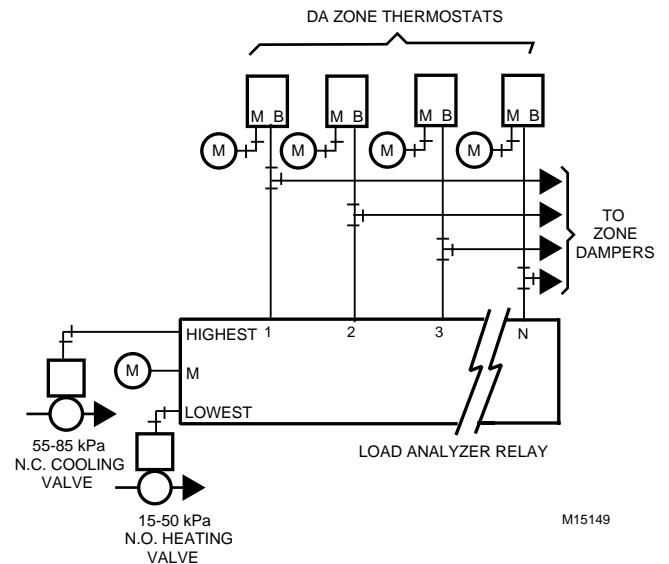 DA ZONE THERMOSTATS
M B
M B
M B
M B
M
M
M
M
TO
ZONE
DAMPERS
HIGHEST
1
2
3
N
M
M
LOWEST
LOAD ANALYZER RELAY
55-85 kPa
N.C. COOLING
VALVE
15-50 kPa
N.O. HEATING
VALVE
M15149